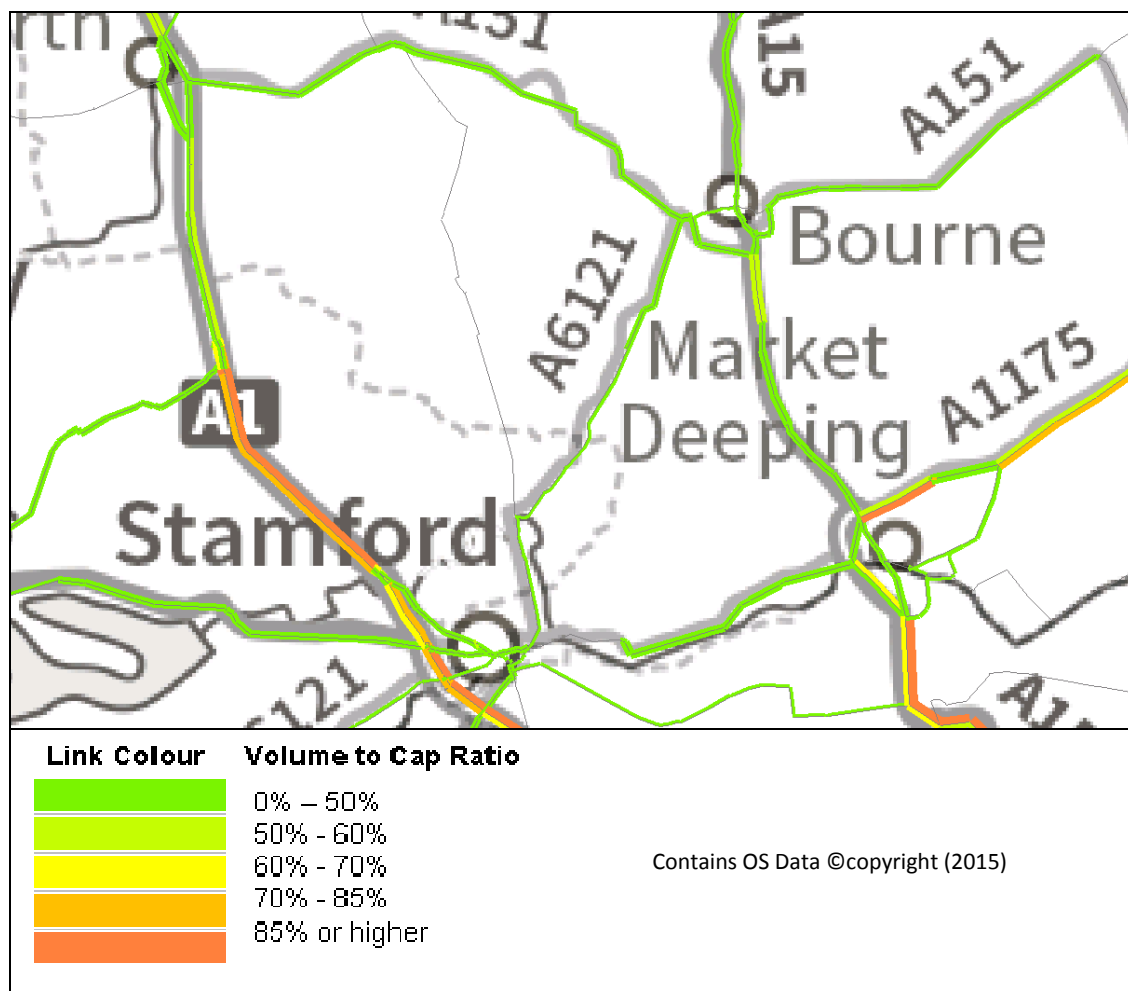 rth
A151
A15
A151
Bourne
A6121
Market
Deeping
A1175
A1
Stamford
6121
A1
Link Colour Volume to Cap Ratio
0% – 50%
50% - 60%
60% - 70%
70% - 85%
85% or higher
Contains OS Data ©copyright (2015)